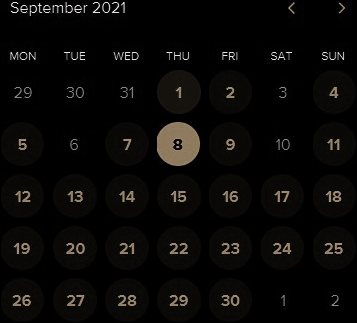 September 2021
MON TUE WED THU FRI SAT SUN
29 30 31 1 2 3 4
5 6 7 8 9 10 11
12 13 14 15 16 17 18
19 20 21 22 23 24 25
26 27 28 29 30 1 2